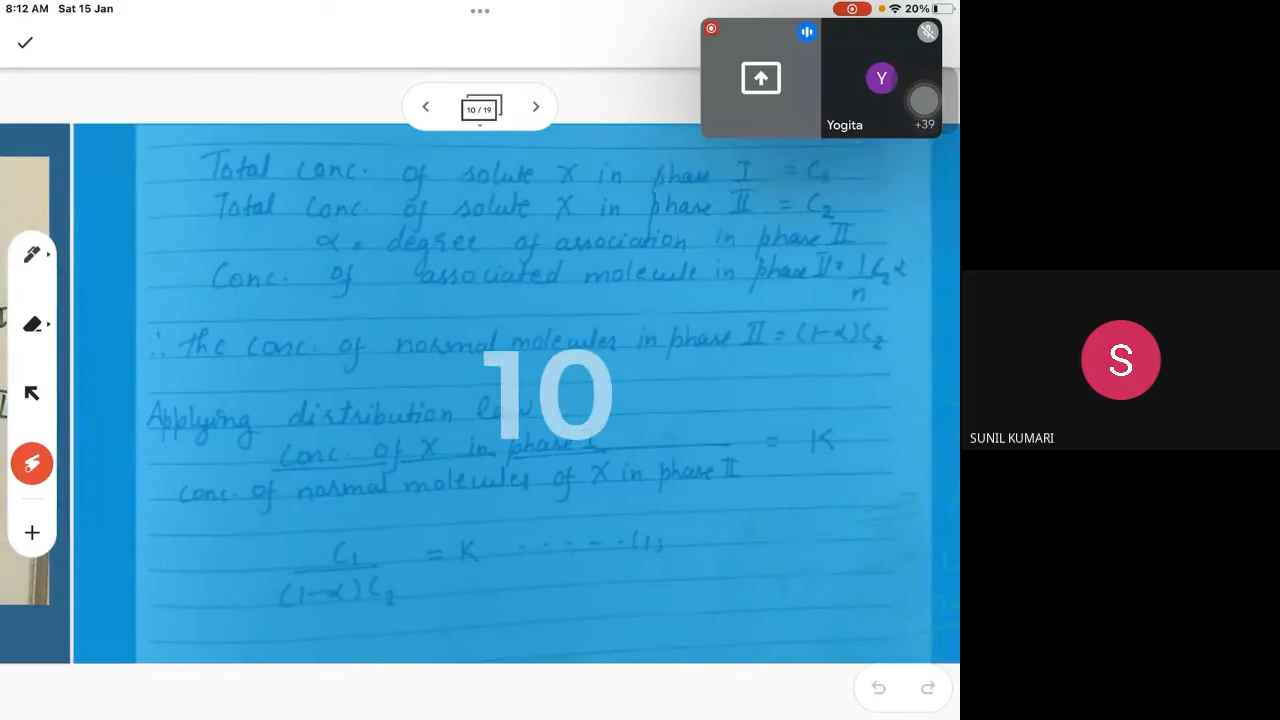 8:12 AM Sat 15 Jan
20%
10 / 19
Y
Yogita
+39
Total conc. of solute X in phase I = C1
Total conc. of solute X in phase II = C2
α = degree of association in phase II
Conc. of associated molecule in phase II = 1/n C2 α
∴ the conc. of normal molecules in phase II = (1-α)C2
10
Applying distribution law
conc. of X in phase I = K
conc. of normal molecules of X in phase II
C1 = K ......(1)
(1-α)C2
S
SUNIL KUMARI